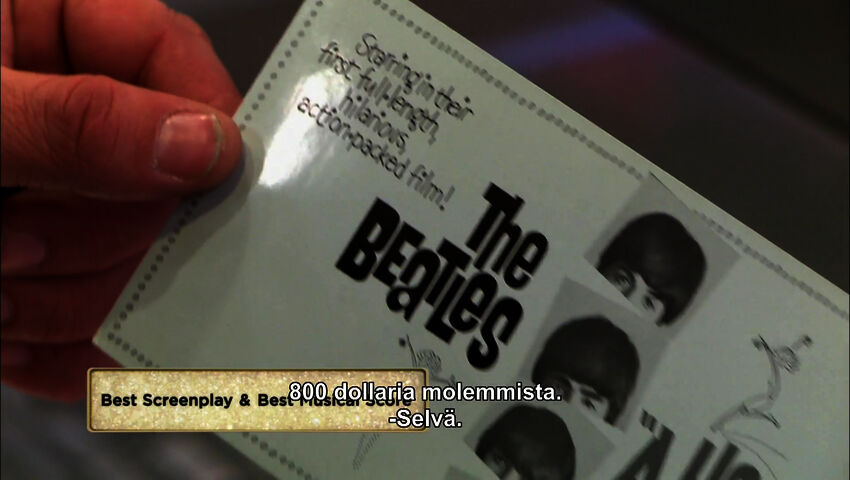 Starring in their
first full-length,
hilarious,
action-packed film!
The
BEATLES
"A
Best Screenplay & Best Musical Score
800 dollaria molemmista.
-Selvä.